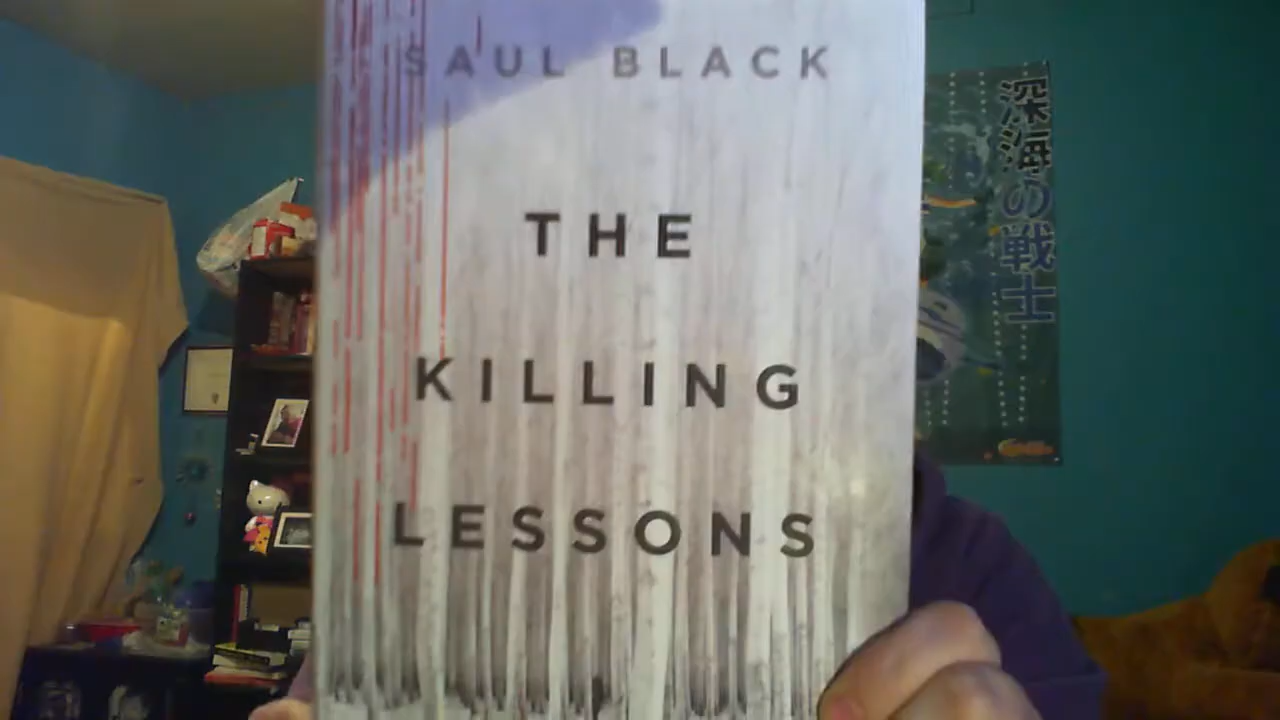 SAUL BLACK
THE
KILLING
LESSONS
深海の戦士